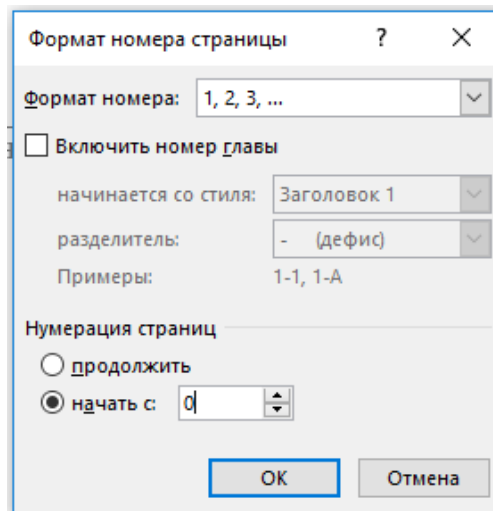 Формат номера страницы ? ×
Формат номера: 1, 2, 3, ...
Включить номер главы
начинается со стиля: Заголовок 1
разделитель: - (дефис)
Примеры: 1-1, 1-A
Нумерация страниц
продолжить
начать с: 0
ОК Отмена